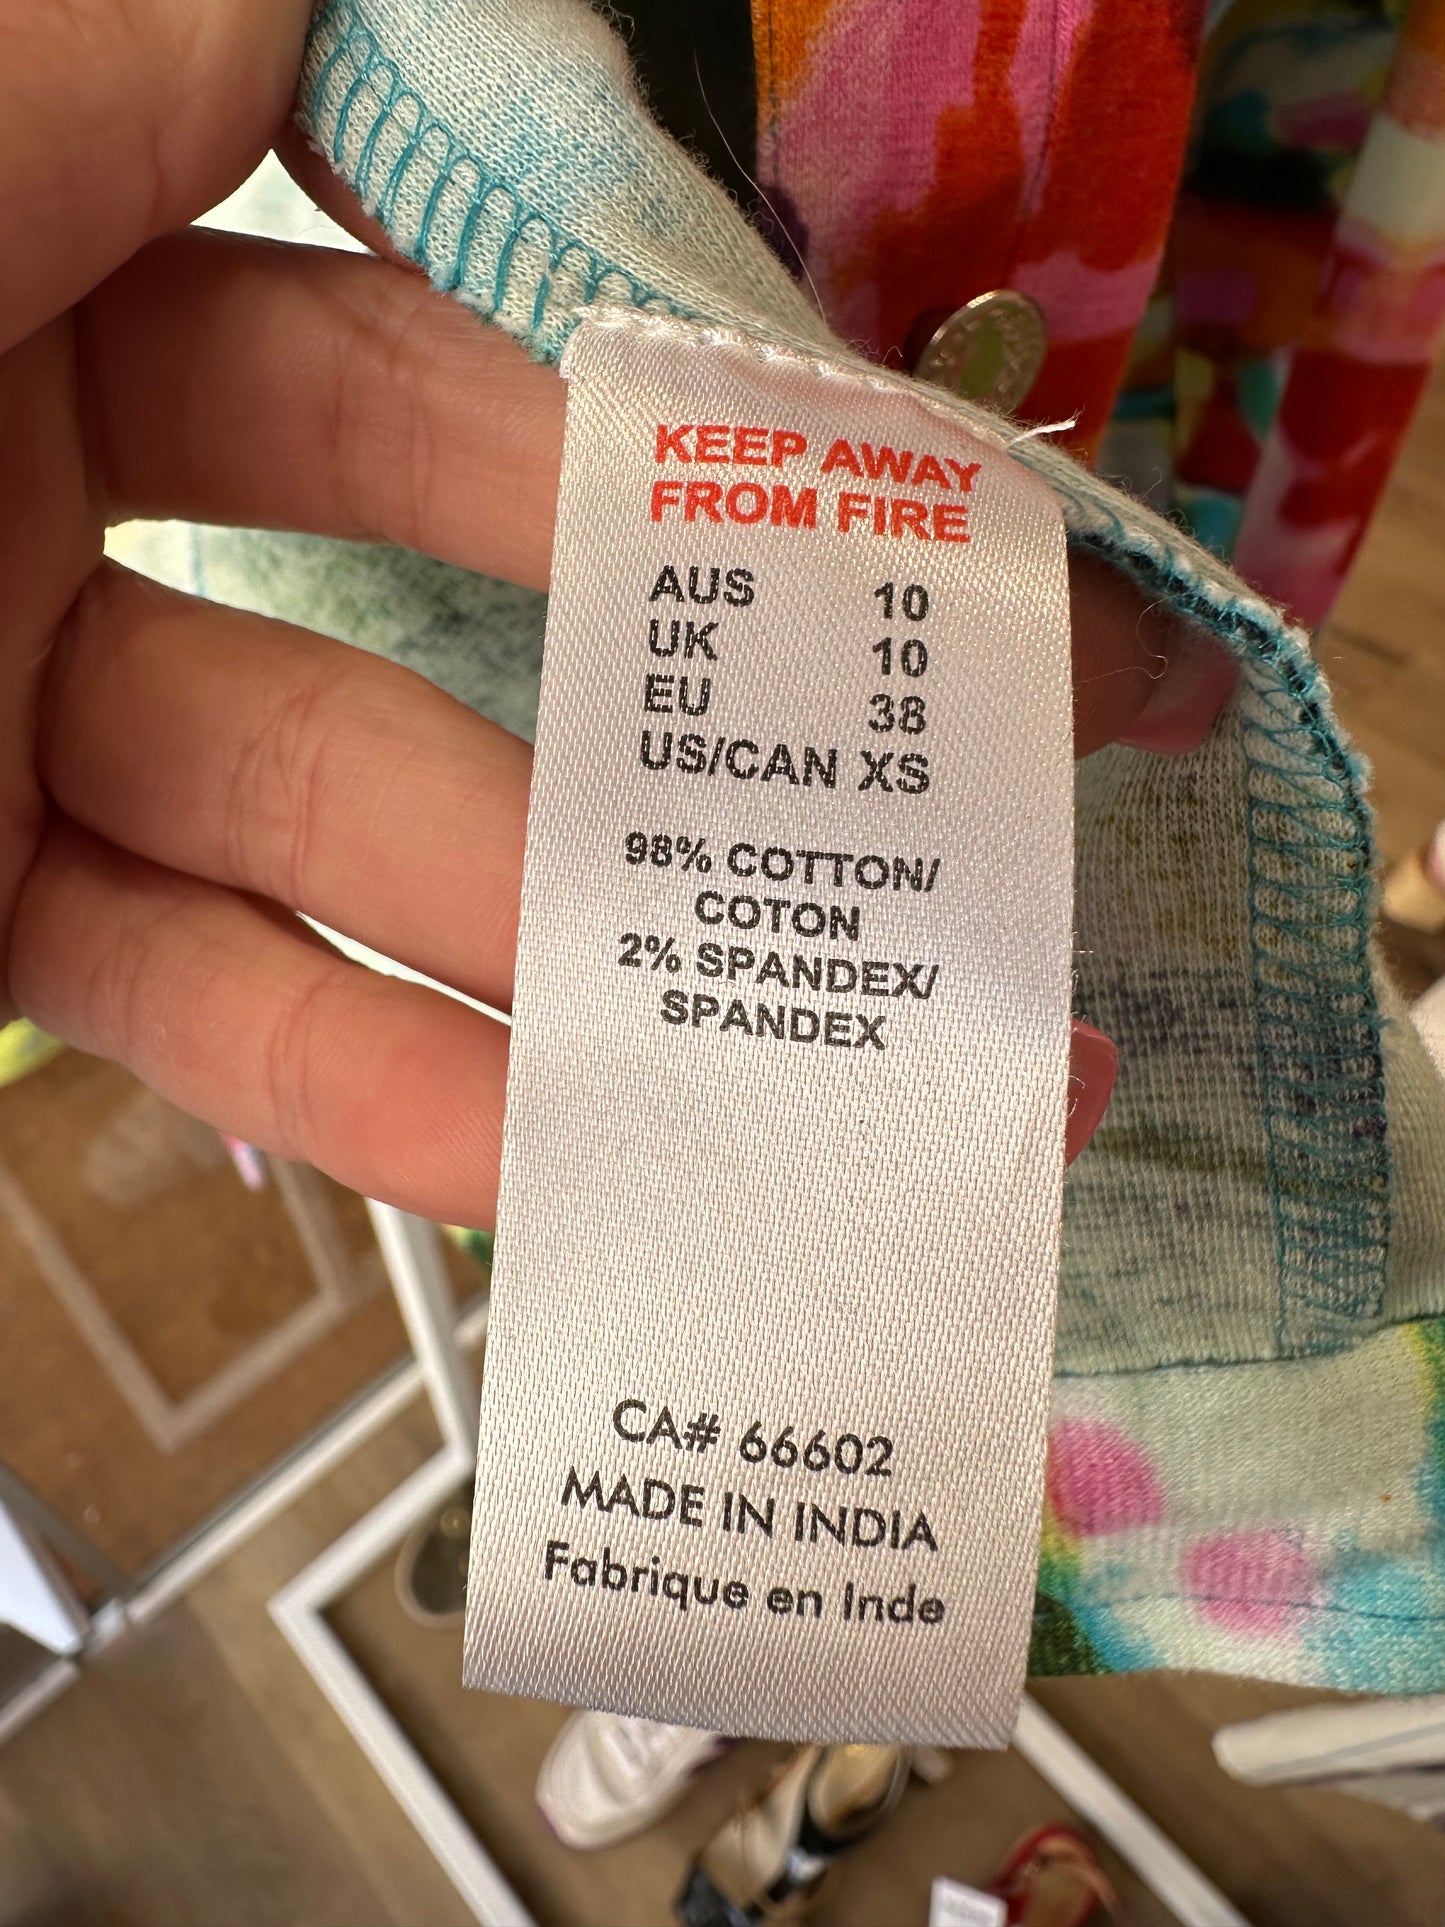 KEEP AWAY
FROM FIRE
AUS 10
UK 10
EU 38
US/CAN XS
98% COTTON/
COTON
2% SPANDEX/
SPANDEX
CA# 66602
MADE IN INDIA
Fabrique en Inde